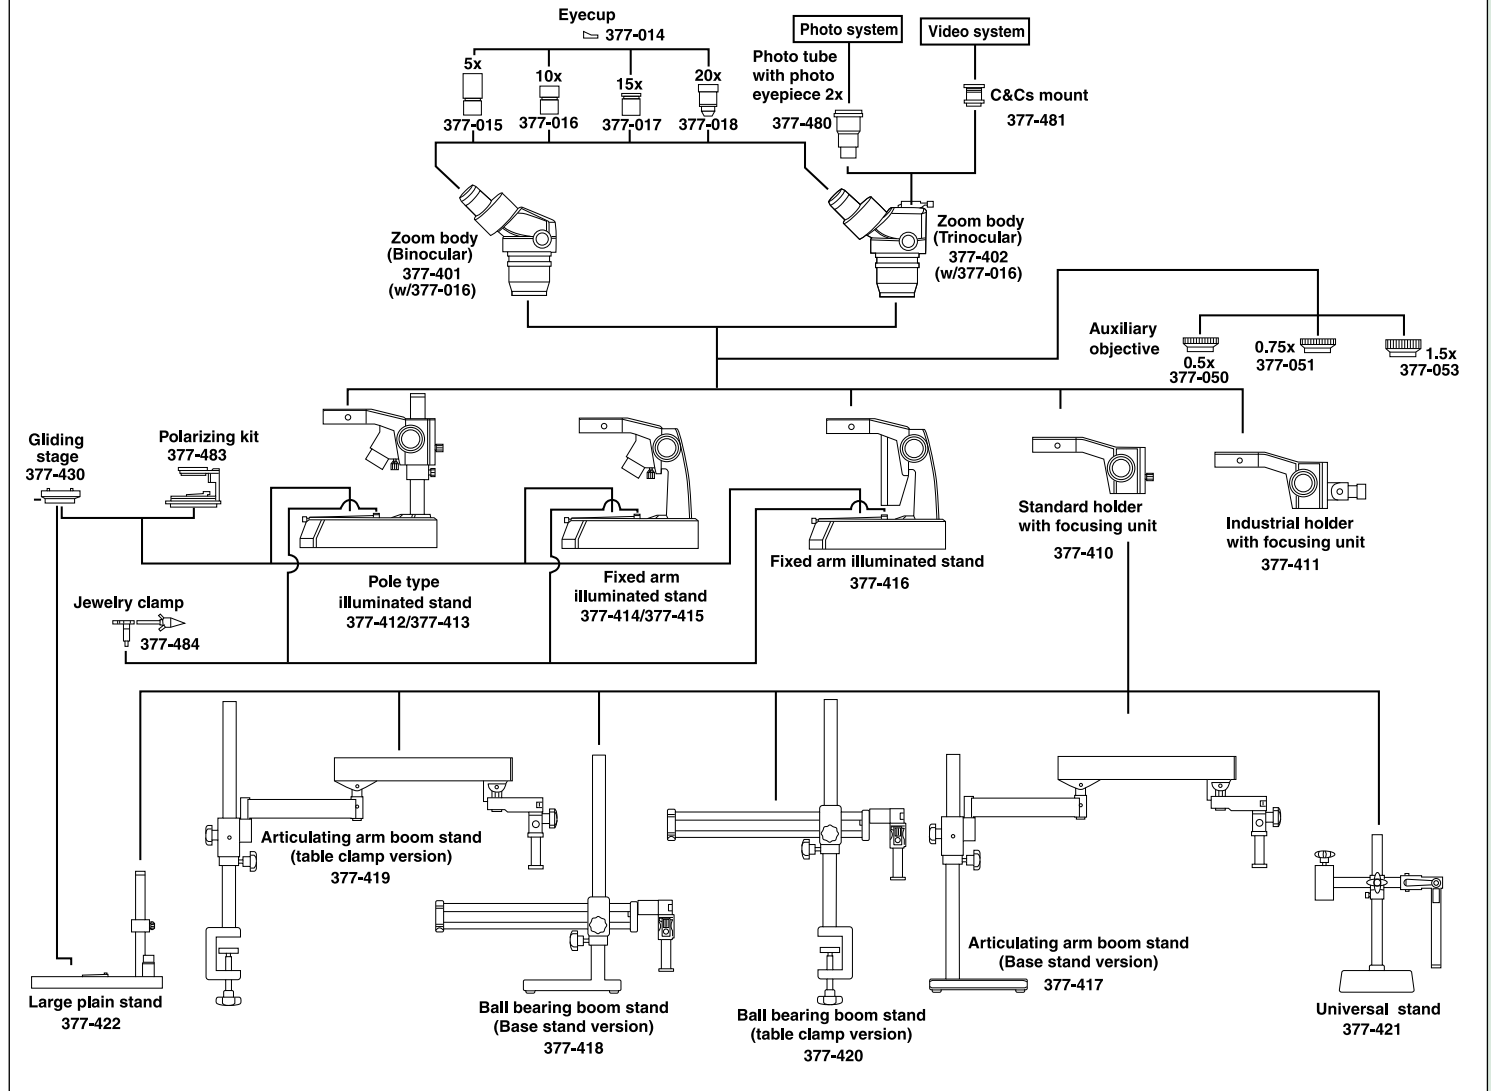 Eyecup
377-014
Photo system
Video system
5x
377-015
10x
377-016
15x
377-017
20x
377-018
Photo tube
with photo
eyepiece 2x
377-480
C&Cs mount
377-481
Zoom body
(Binocular)
377-401
(w/377-016)
Zoom body
(Trinocular)
377-402
(w/377-016)
Auxiliary
objective
0.5x
377-050
0.75x
377-051
1.5x
377-053
Gliding
stage
377-430
Polarizing kit
377-483
Pole type
illuminated stand
377-412/377-413
Fixed arm
illuminated stand
377-414/377-415
Fixed arm illuminated stand
377-416
Standard holder
with focusing unit
377-410
Industrial holder
with focusing unit
377-411
Jewelry clamp
377-484
Large plain stand
377-422
Articulating arm boom stand
(table clamp version)
377-419
Ball bearing boom stand
(Base stand version)
377-418
Ball bearing boom stand
(table clamp version)
377-420
Articulating arm boom stand
(Base stand version)
377-417
Universal stand
377-421